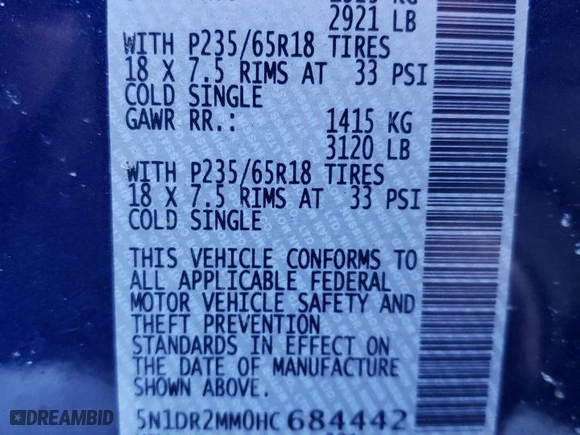 2921 LB
WITH P235/65R18 TIRES
18 X 7.5 RIMS AT 33 PSI
COLD SINGLE
GAWR RR.: 1415 KG
3120 LB
WITH P235/65R18 TIRES
18 X 7.5 RIMS AT 33 PSI
COLD SINGLE
THIS VEHICLE CONFORMS TO
ALL APPLICABLE FEDERAL
MOTOR VEHICLE SAFETY AND
THEFT PREVENTION
STANDARDS IN EFFECT ON
THE DATE OF MANUFACTURE
SHOWN ABOVE.
5N1DR2MM0HC684442
DREAMBID